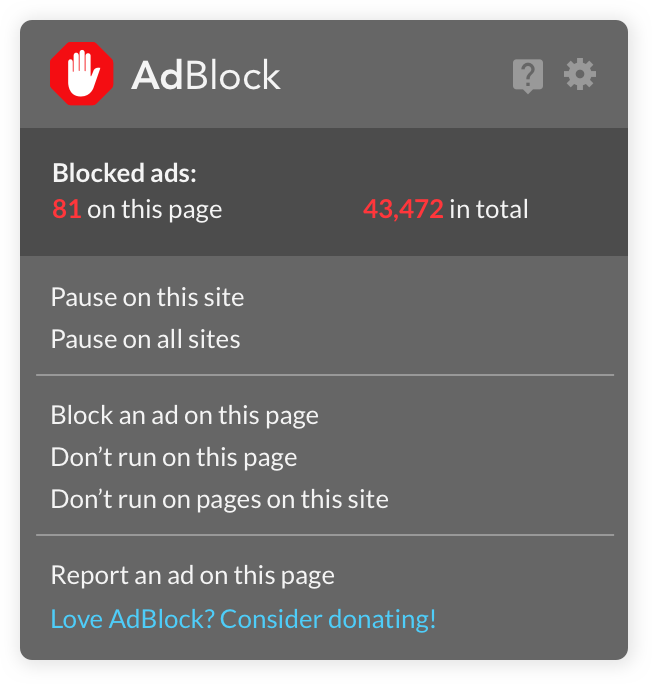 AdBlock
?
Blocked ads:
81 on this page 43,472 in total
Pause on this site
Pause on all sites
Block an ad on this page
Don’t run on this page
Don’t run on pages on this site
Report an ad on this page
Love AdBlock? Consider donating!